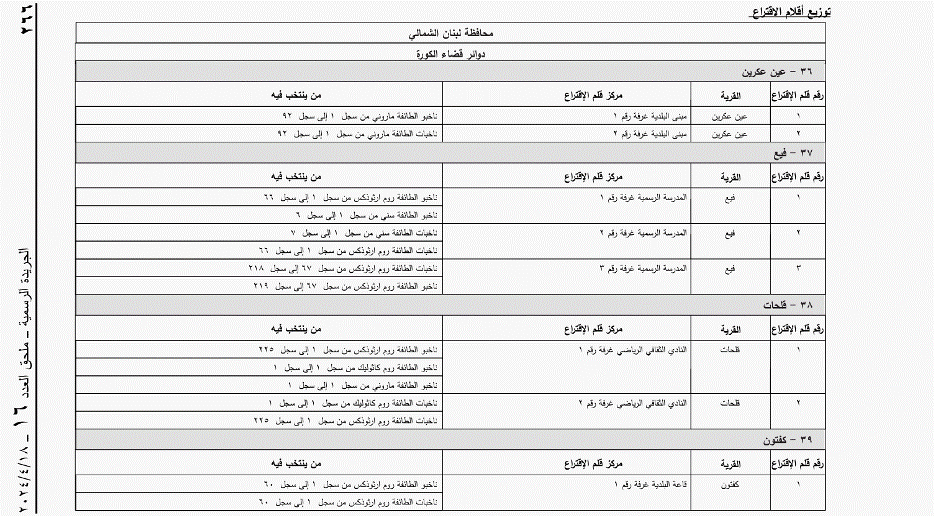 توزيع أقلام الإقتراع
٢٦٦
محافظة لبنان الشمالي
دوائر قضاء الكورة
٣٦ - عين عكرين
رقم قلم الإقتراع القرية مركز قلم الإقتراع من ينتخب فيه
١ عين عكرين مبنى البلدية غرفة رقم ١ ناخبو الطائفة ماروني من سجل ١ إلى سجل ٩٢
٢ عين عكرين مبنى البلدية غرفة رقم ٢ ناخبات الطائفة ماروني من سجل ١ إلى سجل ٩٢
٣٧ - فيع
رقم قلم الإقتراع القرية مركز قلم الإقتراع من ينتخب فيه
١ فيع المدرسة الرسمية غرفة رقم ١ ناخبو الطائفة روم ارثوذكس من سجل ١ إلى سجل ٦٦
ناخبو الطائفة سني من سجل ١ إلى سجل ٦
٢ فيع المدرسة الرسمية غرفة رقم ٢ ناخبات الطائفة سني من سجل ١ إلى سجل ٧
ناخبات الطائفة روم ارثوذكس من سجل ١ إلى سجل ٦٦
٣ فيع المدرسة الرسمية غرفة رقم ٣ ناخبو الطائفة روم ارثوذكس من سجل ٦٧ إلى سجل ٢١٨
ناخبات الطائفة روم ارثوذكس من سجل ٦٧ إلى سجل ٢١٩
٣٨ - قلحات
رقم قلم الإقتراع القرية مركز قلم الإقتراع من ينتخب فيه
١ قلحات النادي الثقافي الرياضي غرفة رقم ١ ناخبو الطائفة روم ارثوذكس من سجل ١ إلى سجل ٢٢٥
ناخبو الطائفة روم كاثوليك من سجل ١ إلى سجل ١
ناخبو الطائفة ماروني من سجل ١ إلى سجل ١
٢ قلحات النادي الثقافي الرياضي غرفة رقم ٢ ناخبات الطائفة روم كاثوليك من سجل ١ إلى سجل ١
ناخبات الطائفة روم ارثوذكس من سجل ١ إلى سجل ٢٢٥
٣٩ - كفتون
رقم قلم الإقتراع القرية مركز قلم الإقتراع من ينتخب فيه
١ كفتون قاعة البلدية غرفة رقم ١ ناخبو الطائفة روم ارثوذكس من سجل ١ إلى سجل ٦٠
ناخبات الطائفة روم ارثوذكس من سجل ١ إلى سجل ٦٠
الجريدة الرسمية - ملحق العدد ١٦ - ٢٠٢٤/٤/١٨